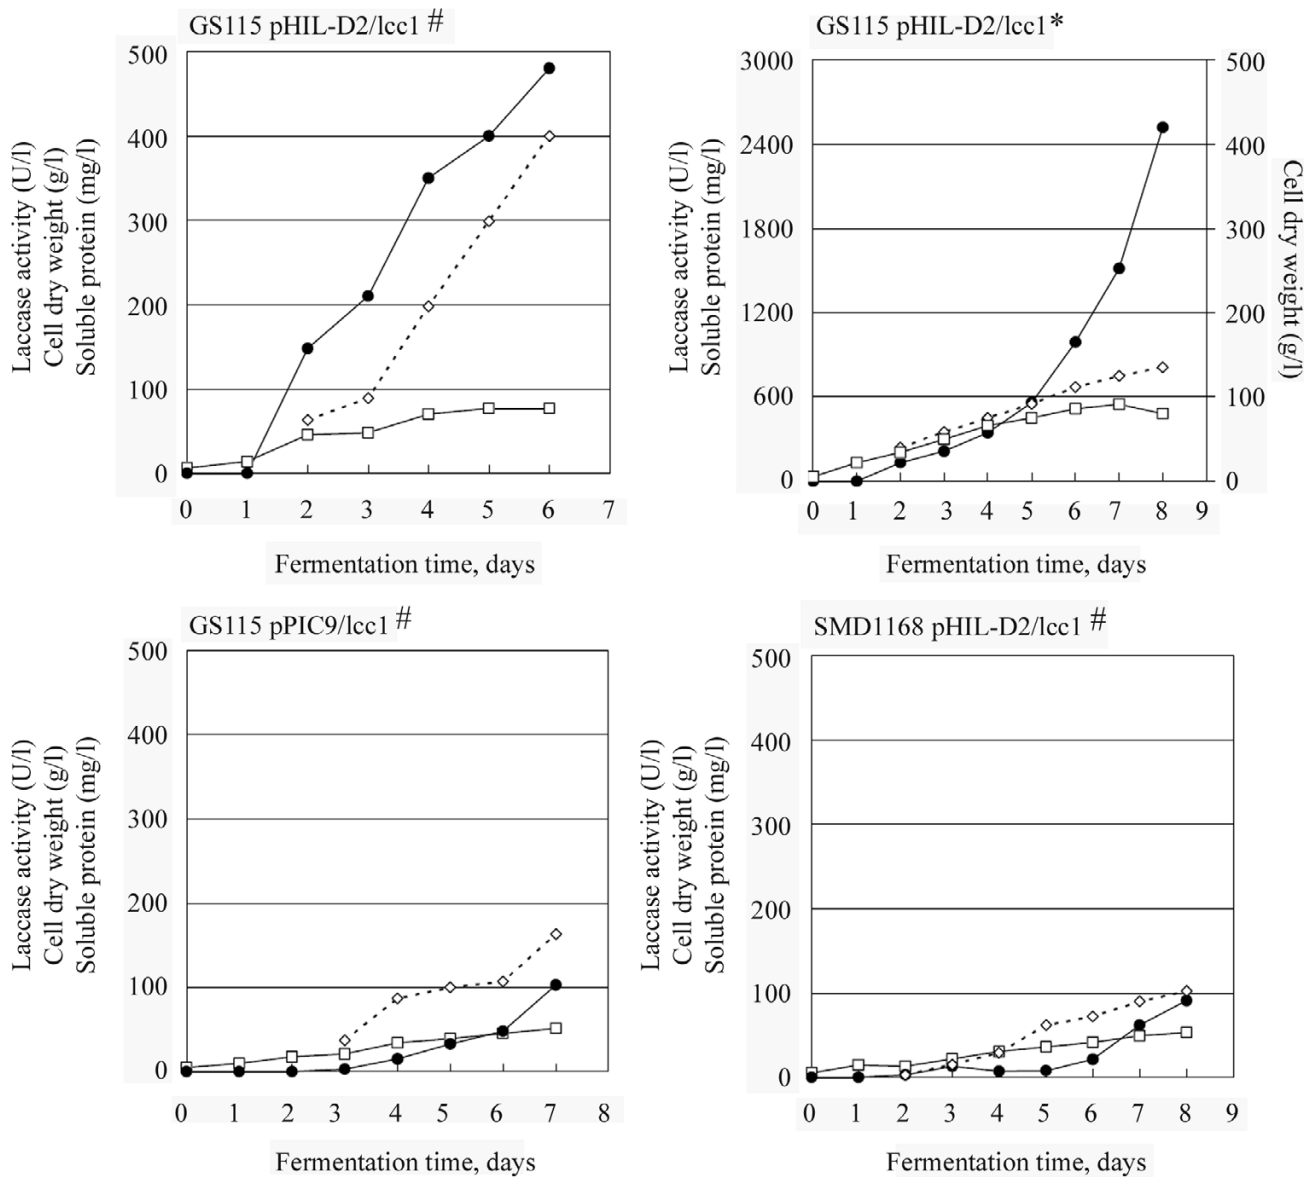 GS115 pHIL-D2/lcc1 #
500
400
300
200
100
0
0 1 2 3 4 5 6 7
Laccase activity (U/l)
Cell dry weight (g/l)
Soluble protein (mg/l)
Fermentation time, days
GS115 pHIL-D2/lcc1*
3000
2400
1800
1200
600
0
500
400
300
200
100
0
0 1 2 3 4 5 6 7 8 9
Laccase activity (U/l)
Soluble protein (mg/l)
Cell dry weight (g/l)
Fermentation time, days
GS115 pPIC9/lcc1 #
500
400
300
200
100
0
0 1 2 3 4 5 6 7 8
Laccase activity (U/l)
Cell dry weight (g/l)
Soluble protein (mg/l)
Fermentation time, days
SMD1168 pHIL-D2/lcc1 #
500
400
300
200
100
0
0 1 2 3 4 5 6 7 8 9
Laccase activity (U/l)
Cell dry weight (g/l)
Soluble protein (mg/l)
Fermentation time, days